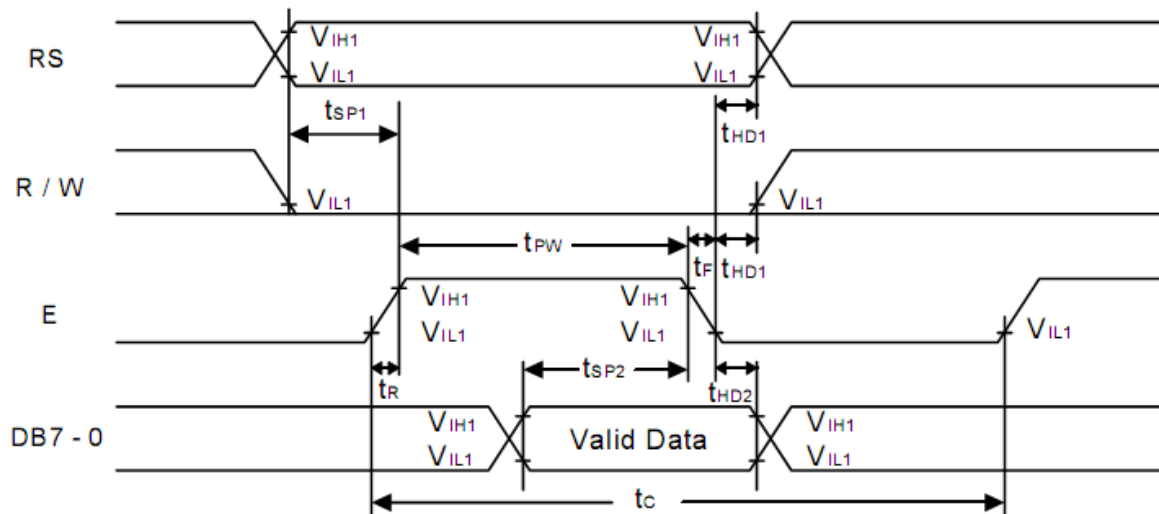 RS
VIH1 VIH1
VIL1 VIL1
tSP1 tHD1
R / W
VIL1 VIL1
tPW tF tHD1
E
VIH1 VIH1
VIL1 VIL1 VIL1
tR tSP2 tHD2
DB7 - 0
VIH1 Valid Data VIH1
VIL1 VIL1
tC